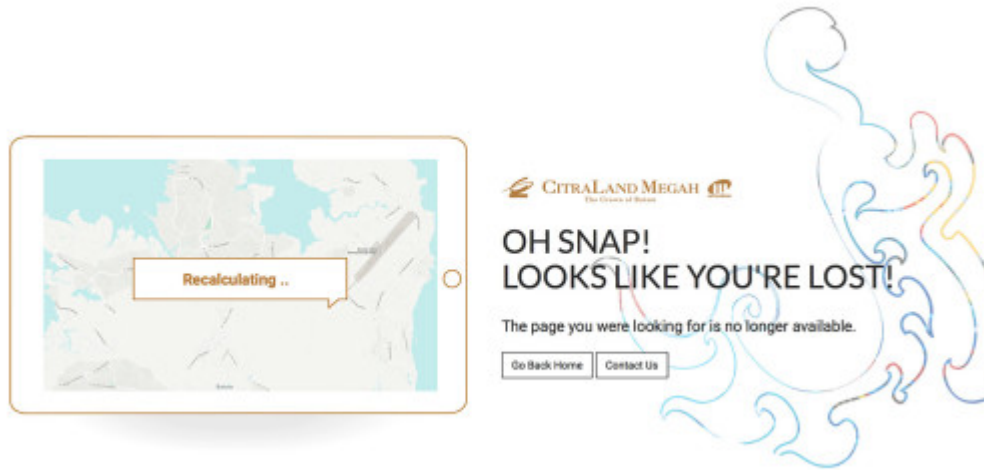 Recalculating ..
CITRALAND MEGAH
The Crown of Batam
OH SNAP!
LOOKS LIKE YOU'RE LOST!
The page you were looking for is no longer available.
Go Back Home
Contact Us